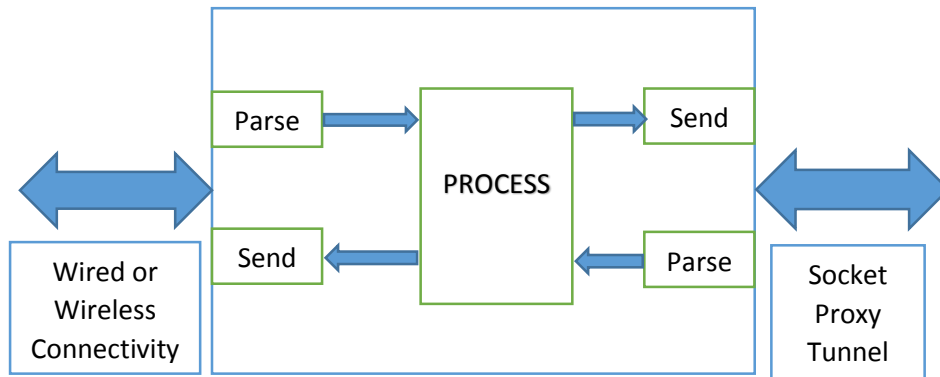 Parse
Send
PROCESS
Send
Parse
Wired or
Wireless
Connectivity
Socket
Proxy
Tunnel